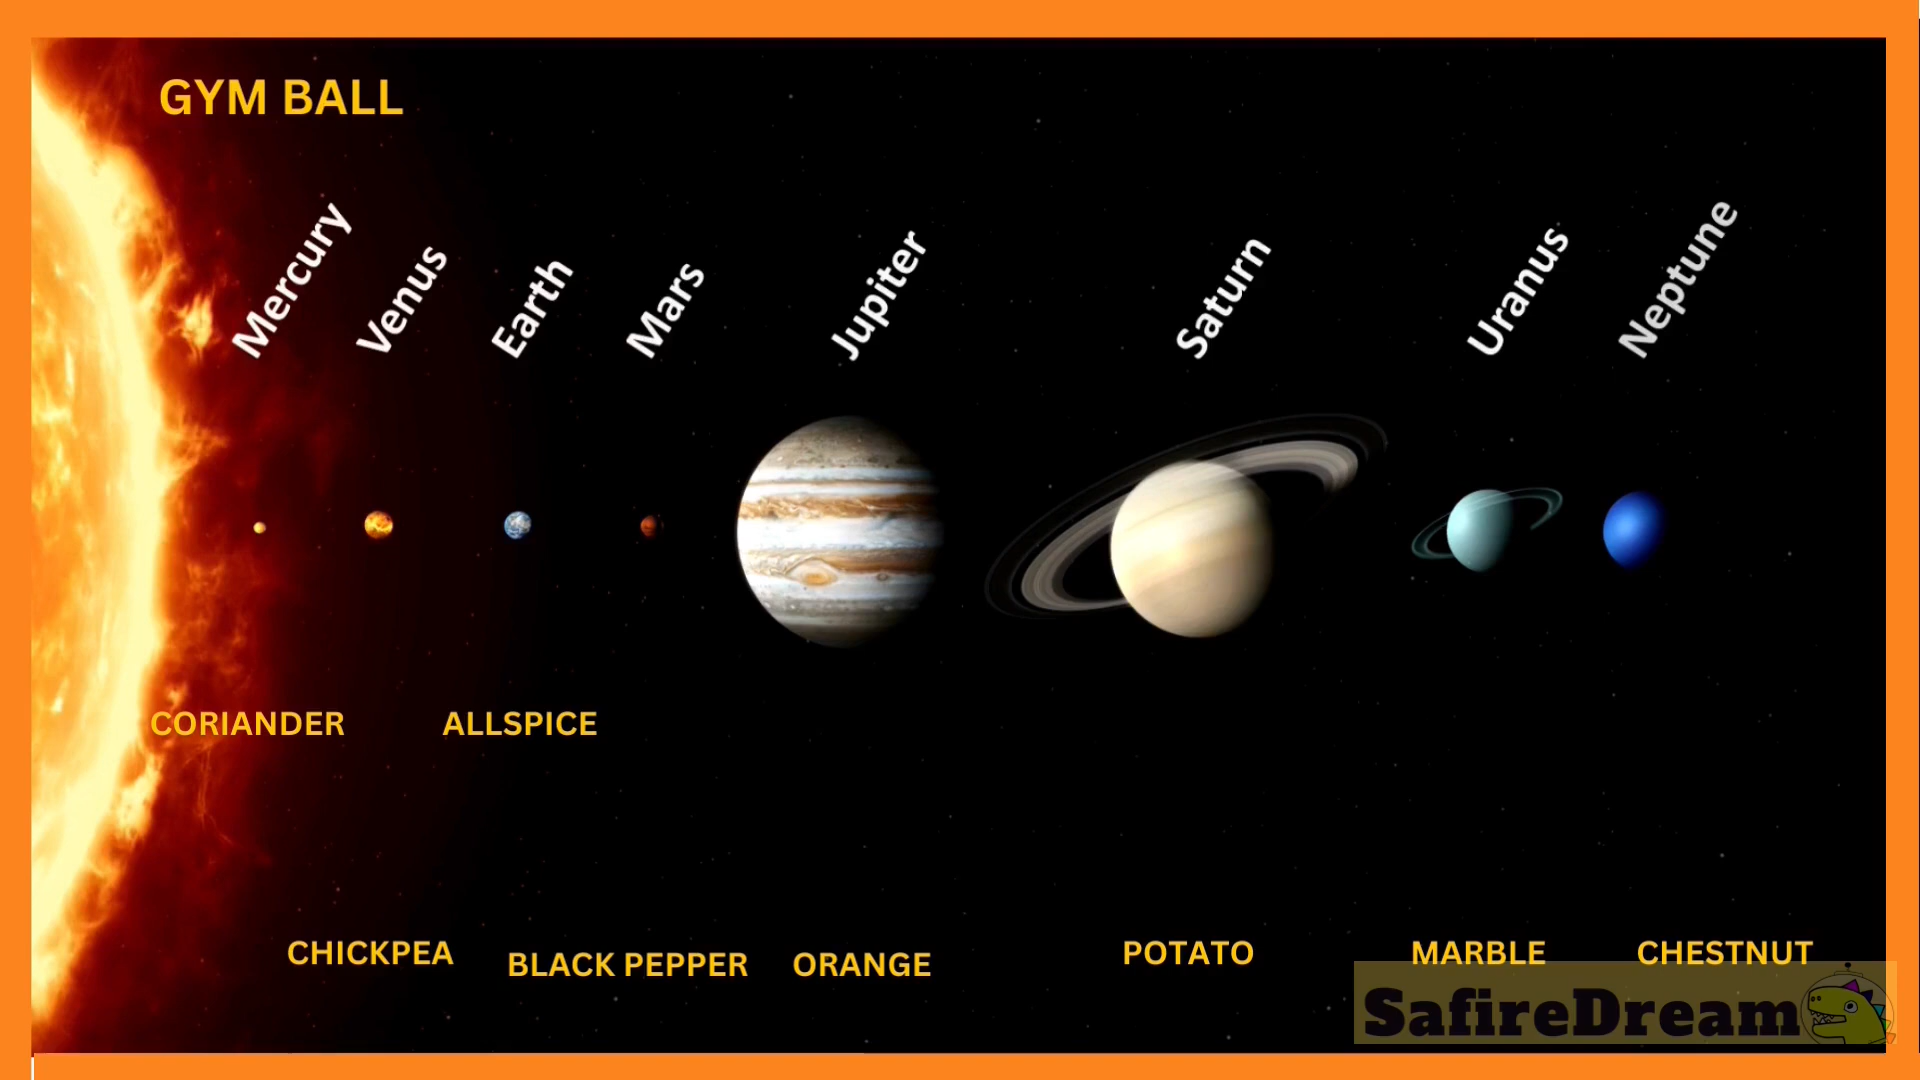 GYM BALL
Mercury
Venus
Earth
Mars
Jupiter
Saturn
Uranus
Neptune
CORIANDER
ALLSPICE
CHICKPEA
BLACK PEPPER
ORANGE
POTATO
MARBLE
CHESTNUT
SafireDream